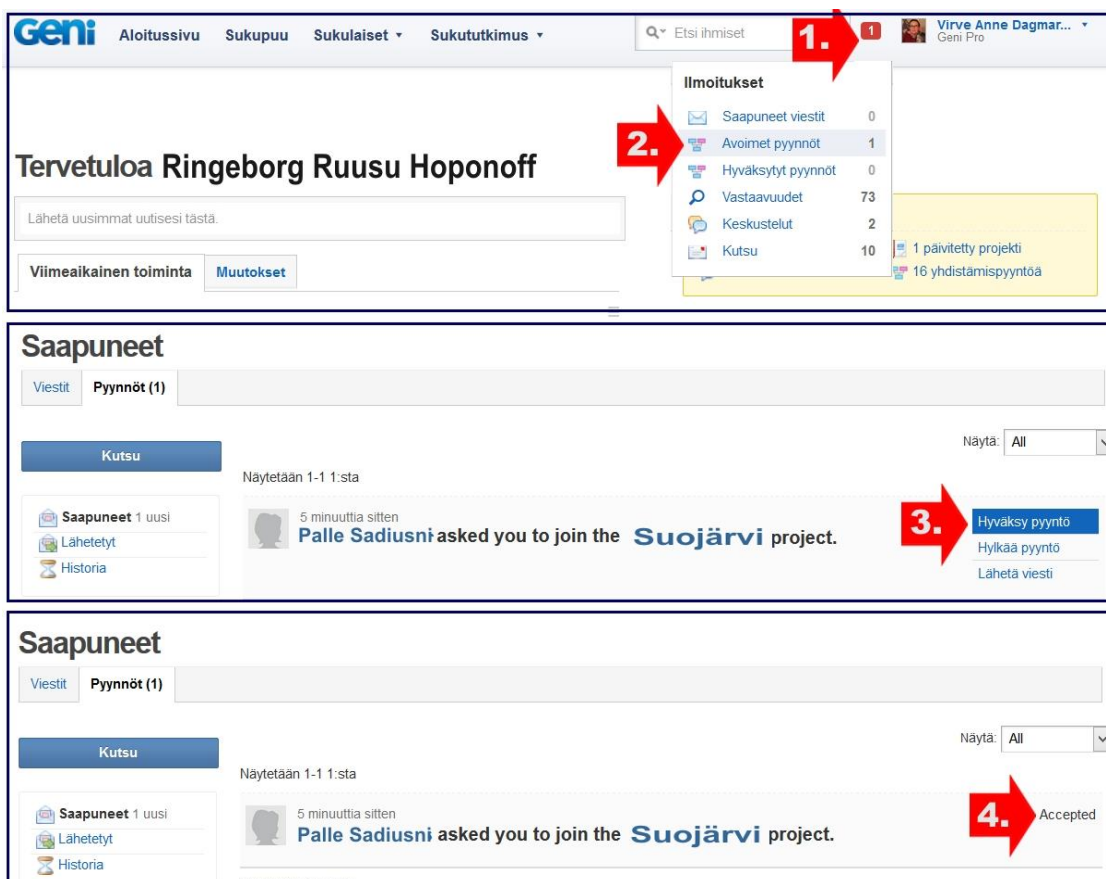 Geni Aloitussivu Sukupuu Sukulaiset Sukututkimus Etsi ihmiset 1. 1 Virve Anne Dagmar...
Geni Pro
Ilmoitukset
Saapuneet viestit 0
2. Avoimet pyynnöt 1
Hyväksytyt pyynnöt 0
Vastaavuudet 73
Keskustelut 2
Kutsu 10
Tervetuloa Ringeborg Ruusu Hoponoff
Lähetä uusimmat uutisesi tästä.
Viimeaikainen toiminta Muutokset
1 päivitetty projekti
16 yhdistämispyyntöä
Saapuneet
Viestit Pyynnöt (1)
Näytä: All
Kutsu
Näytetään 1-1 1:sta
Saapuneet 1 uusi
Lähetetyt
Historia
5 minuuttia sitten
Palle Sadiusni asked you to join the Suojärvi project.
3. Hyväksy pyyntö
Hylkää pyyntö
Lähetä viesti
Saapuneet
Viestit Pyynnöt (1)
Näytä: All
Kutsu
Näytetään 1-1 1:sta
Saapuneet 1 uusi
Lähetetyt
Historia
5 minuuttia sitten
Palle Sadiusni asked you to join the Suojärvi project.
4. Accepted